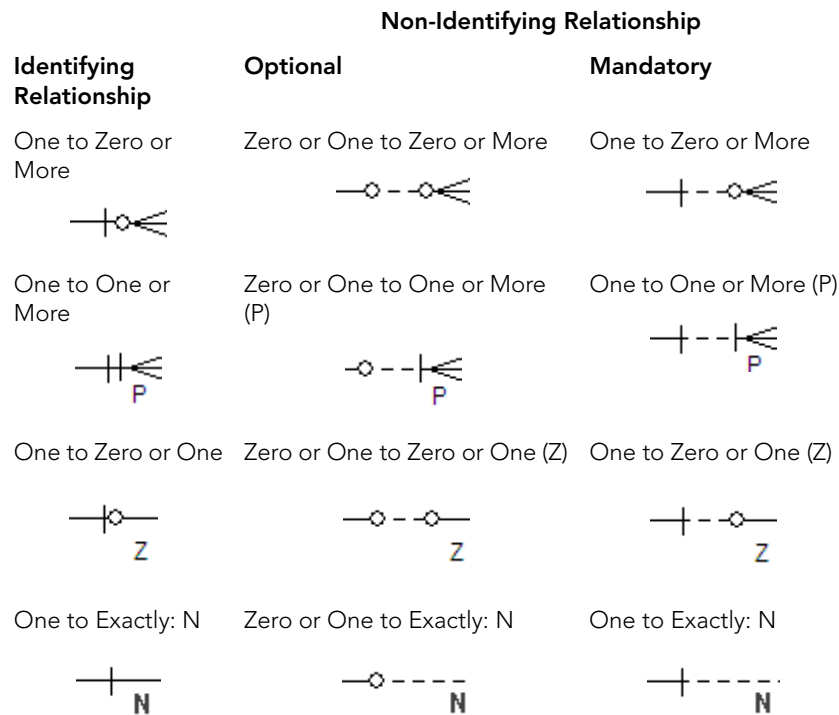 Non-Identifying Relationship
Identifying
Relationship
Optional
Mandatory
One to Zero or
More
Zero or One to Zero or More
One to Zero or More
One to One or
More
Zero or One to One or More
(P)
One to One or More (P)
P
P
P
One to Zero or One
Zero or One to Zero or One (Z)
One to Zero or One (Z)
Z
Z
Z
One to Exactly: N
Zero or One to Exactly: N
One to Exactly: N
N
N
N